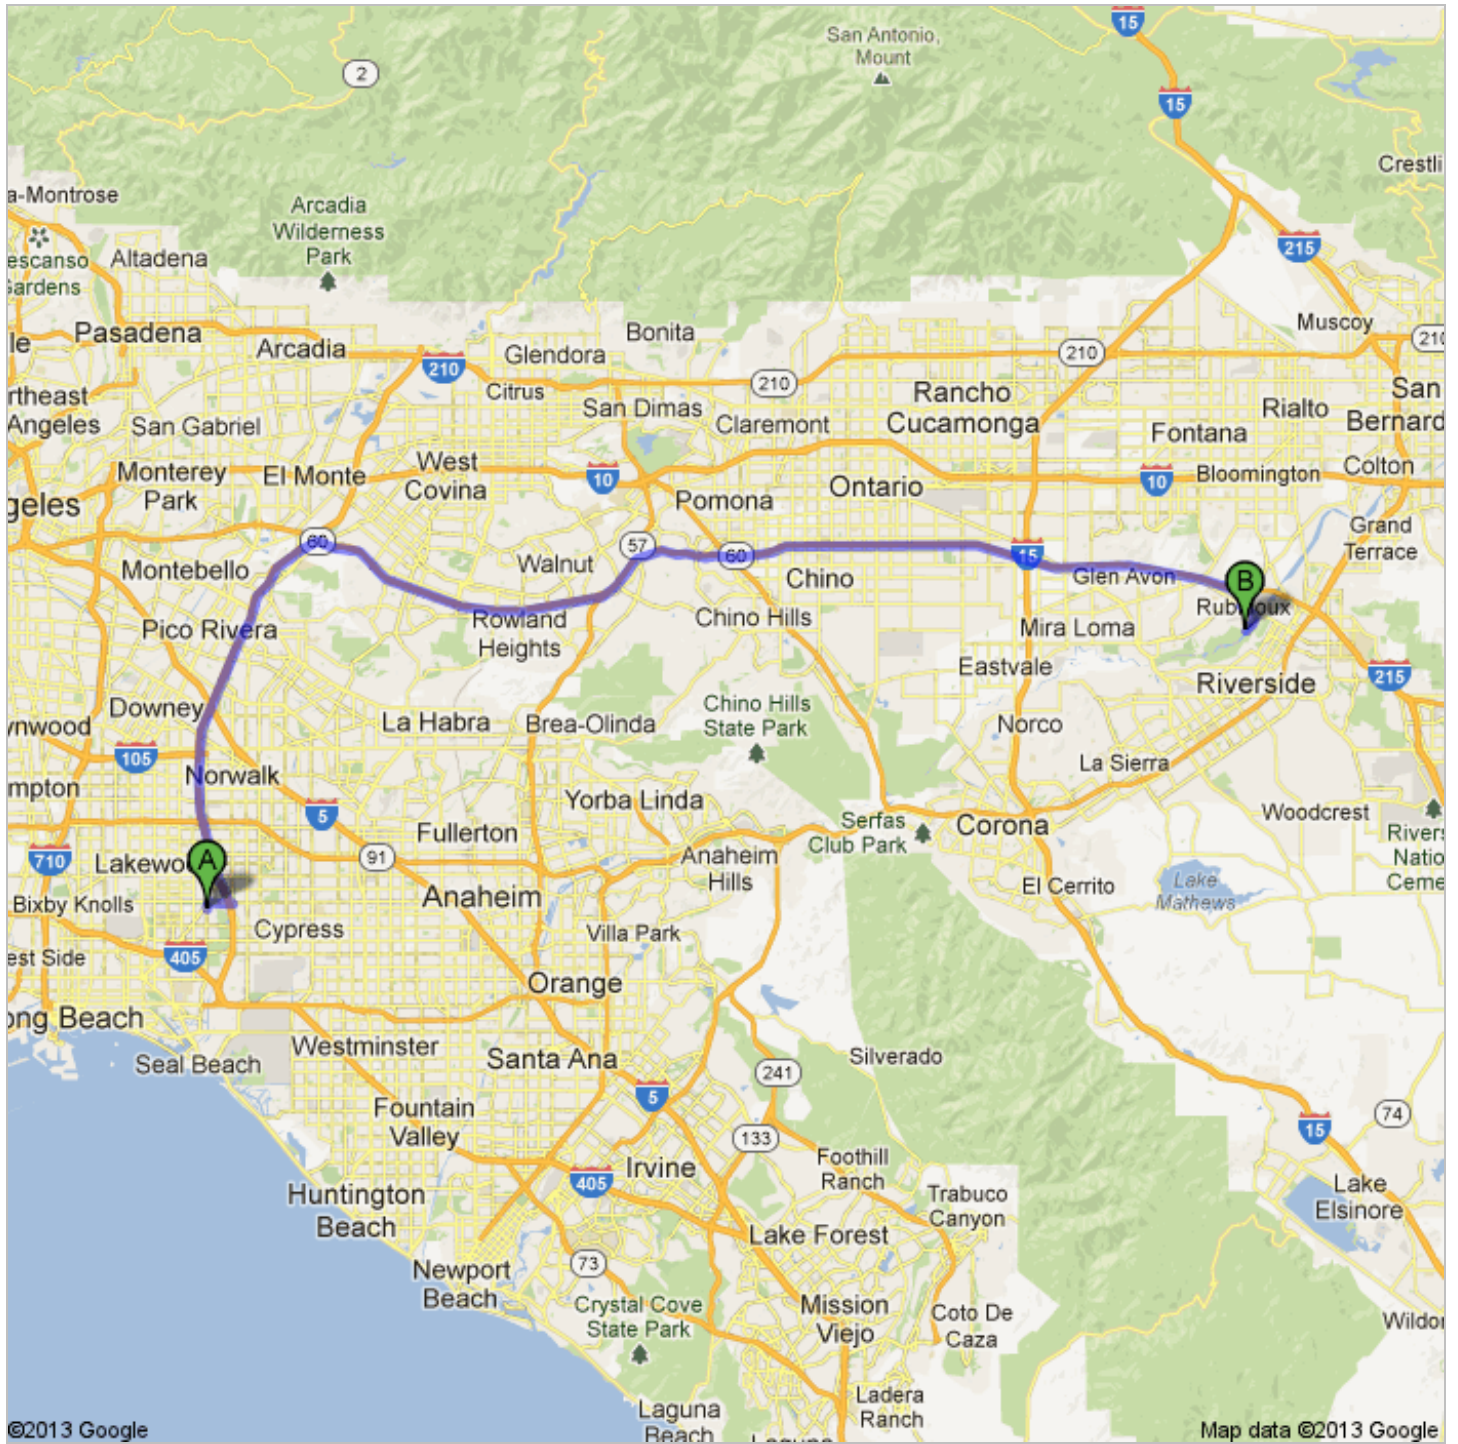 15
San Antonio,
Mount
2
15
Crestli
a-Montrose
Arcadia
Wilderness
Park
escanso
Gardens
Altadena
215
Pasadena
le
Arcadia
210
Glendora
Bonita
Citrus
210
210
Muscoy
210
rtheast
Angeles
San Gabriel
San Dimas
Claremont
Rancho
Cucamonga
San
Bernard
Rialto
Fontana
Monterey
Park
El Monte
West
Covina
10
Pomona
Ontario
10
Bloomington
Colton
geles
Grand
Terrace
60
57
60
15
Montebello
Walnut
Chino
Glen Avon
B
Pico Rivera
Rowland
Heights
Chino Hills
Mira Loma
Eastvale
Riverside
215
Downey
ynwood
La Habra
Brea-Olinda
Chino Hills
State Park
Norco
105
Norwalk
La Sierra
mpton
5
Yorba Linda
Fullerton
Serfas
Club Park
Corona
Woodcrest
Rivers
Natio
Ceme
710
Lakewo
A
91
Anaheim
Hills
Bixby Knolls
Anaheim
El Cerrito
Lake
Mathews
Cypress
Villa Park
est Side
405
Orange
ong Beach
Westminster
Seal Beach
Santa Ana
Silverado
241
5
Fountain
Valley
133
15
74
Irvine
405
Foothill
Ranch
Huntington
Beach
Trabuco
Canyon
Lake
Elsinore
Lake Forest
73
Newport
Beach
Crystal Cove
State Park
Mission
Viejo
Coto De
Caza
Wildo
Ladera
Ranch
Laguna
Beach
©2013 Google
Map data ©2013 Google